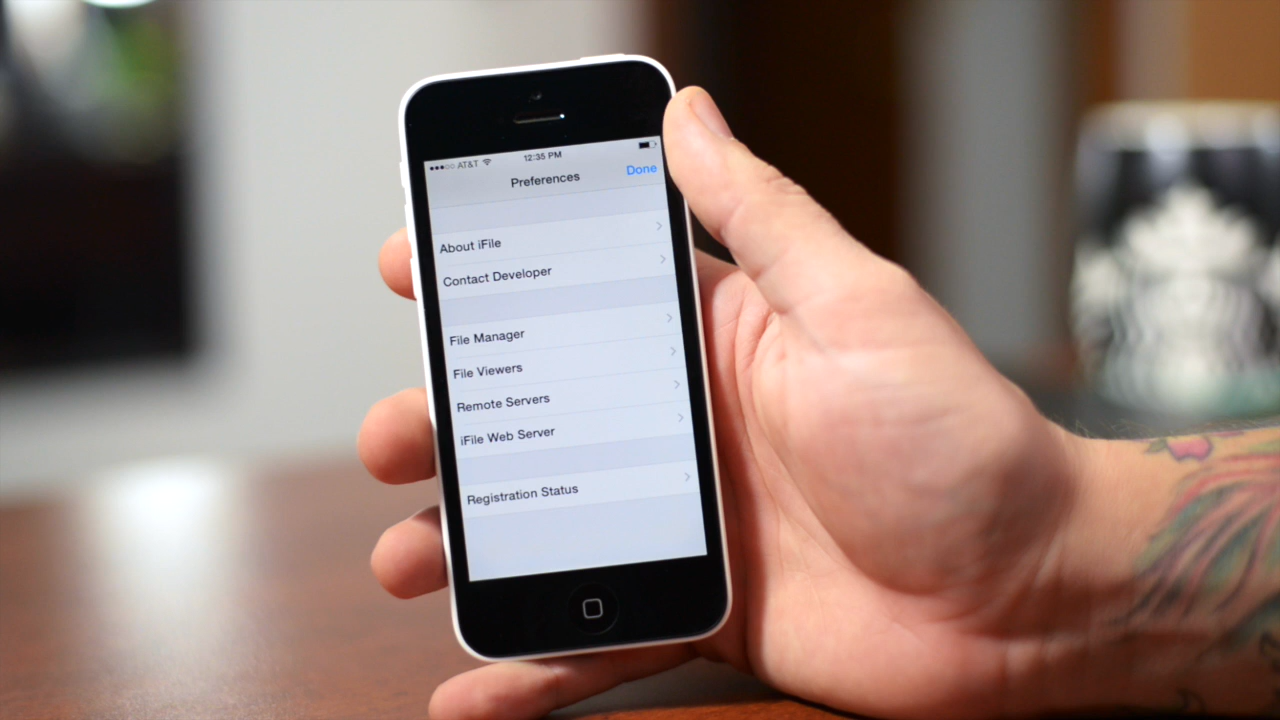 AT&T 12:35 PM
Preferences Done
About iFile
Contact Developer
File Manager
File Viewers
Remote Servers
iFile Web Server
Registration Status